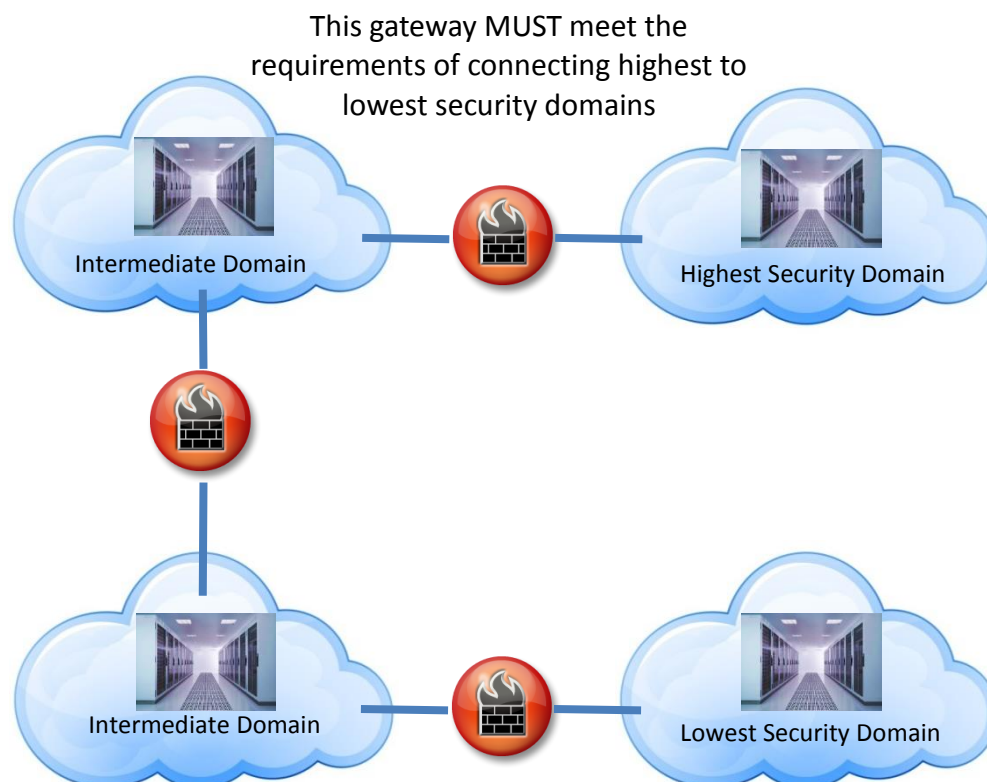 This gateway MUST meet the
requirements of connecting highest to
lowest security domains
Intermediate Domain
Highest Security Domain
Intermediate Domain
Lowest Security Domain